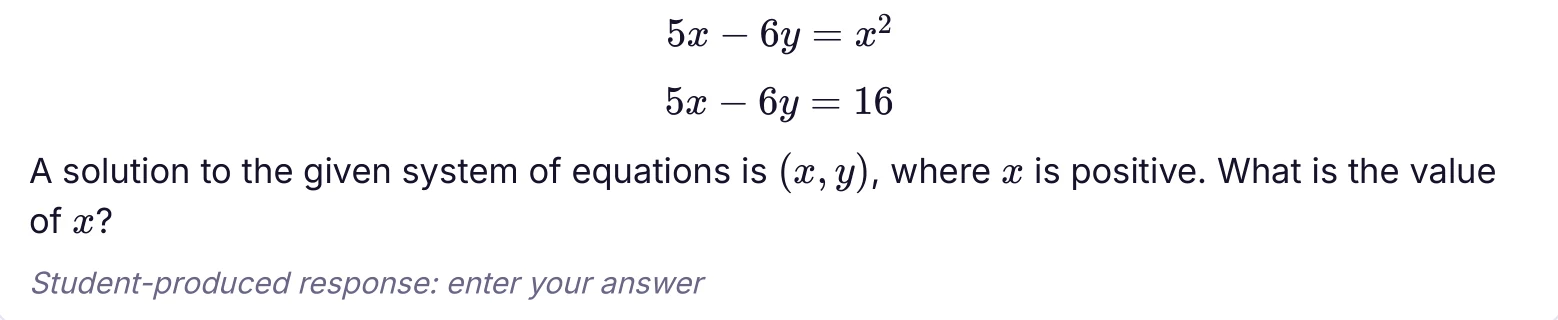 5x − 6y = x²
5x − 6y = 16
A solution to the given system of equations is (x, y), where x is positive. What is the value
of x?
Student-produced response: enter your answer